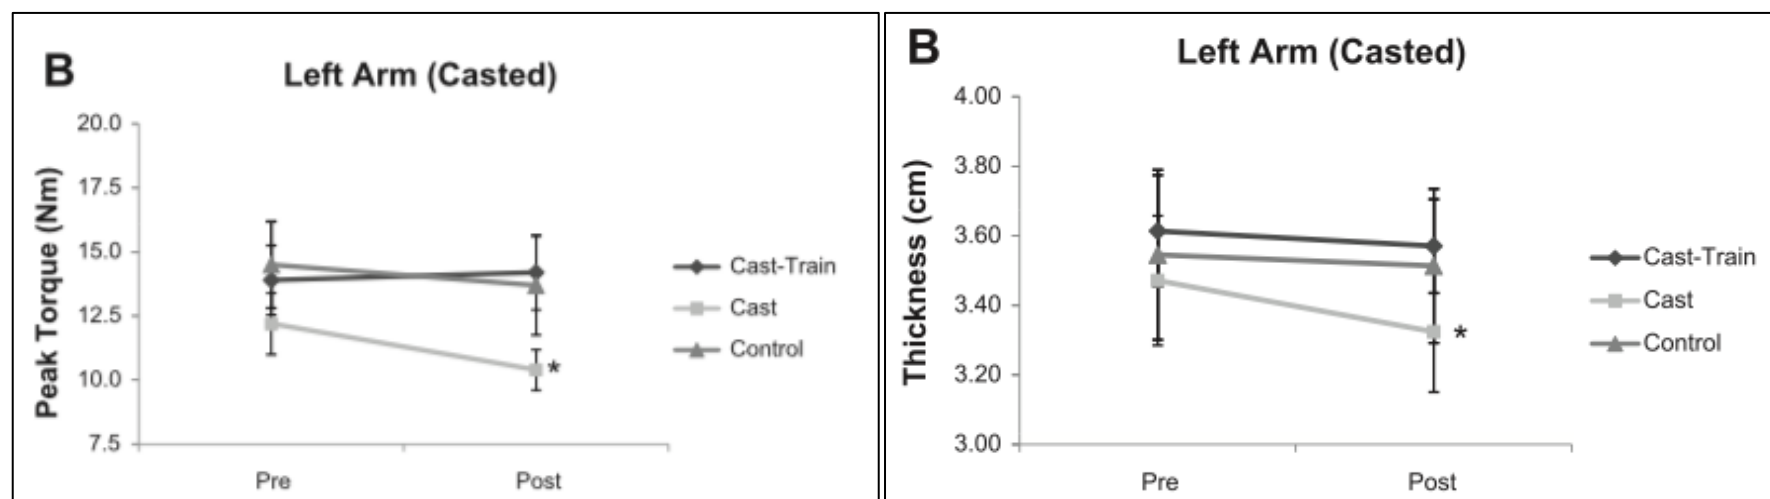 B
Left Arm (Casted)
Peak Torque (Nm)
20.0
17.5
15.0
12.5
10.0
7.5
*
Pre
Post
Cast-Train
Cast
Control
B
Left Arm (Casted)
Thickness (cm)
4.00
3.80
3.60
3.40
3.20
3.00
*
Pre
Post
Cast-Train
Cast
Control